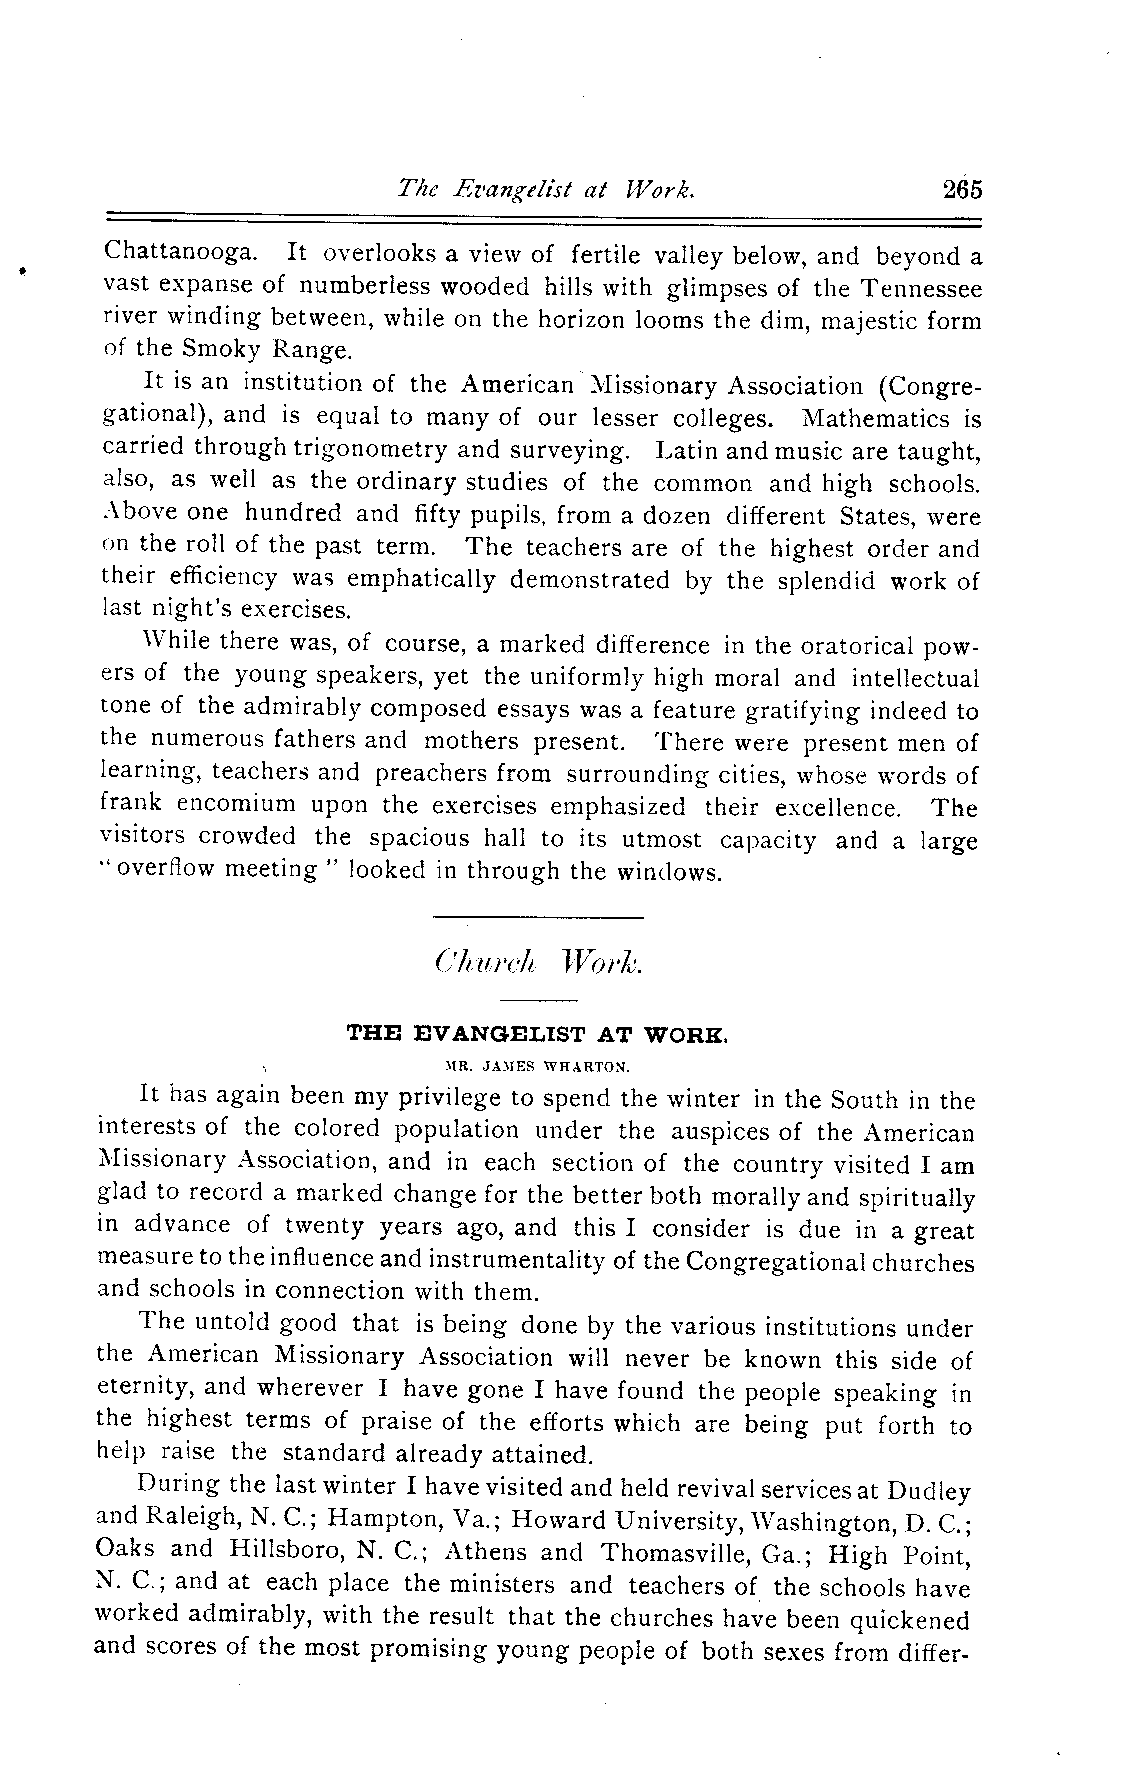 The Evangelist at Work. 265
Chattanooga. It overlooks a view of fertile valley below, and beyond a
vast expanse of numberless wooded hills with glimpses of the Tennessee
river winding between, while on the horizon looms the dim, majestic form
of the Smoky Range.
It is an institution of the American Missionary Association (Congre-
gational), and is equal to many of our lesser colleges. Mathematics is
carried through trigonometry and surveying. Latin and music are taught,
also, as well as the ordinary studies of the common and high schools.
Above one hundred and fifty pupils, from a dozen different States, were
on the roll of the past term. The teachers are of the highest order and
their efficiency was emphatically demonstrated by the splendid work of
last night's exercises.
While there was, of course, a marked difference in the oratorical pow-
ers of the young speakers, yet the uniformly high moral and intellectual
tone of the admirably composed essays was a feature gratifying indeed to
the numerous fathers and mothers present. There were present men of
learning, teachers and preachers from surrounding cities, whose words of
frank encomium upon the exercises emphasized their excellence. The
visitors crowded the spacious hall to its utmost capacity and a large
"overflow meeting" looked in through the windows.
Church Work.
THE EVANGELIST AT WORK.
MR. JAMES WHARTON.
It has again been my privilege to spend the winter in the South in the
interests of the colored population under the auspices of the American
Missionary Association, and in each section of the country visited I am
glad to record a marked change for the better both morally and spiritually
in advance of twenty years ago, and this I consider is due in a great
measure to the influence and instrumentality of the Congregational churches
and schools in connection with them.
The untold good that is being done by the various institutions under
the American Missionary Association will never be known this side of
eternity, and wherever I have gone I have found the people speaking in
the highest terms of praise of the efforts which are being put forth to
help raise the standard already attained.
During the last winter I have visited and held revival services at Dudley
and Raleigh, N. C.; Hampton, Va.; Howard University, Washington, D. C.;
Oaks and Hillsboro, N. C.; Athens and Thomasville, Ga.; High Point,
N. C.; and at each place the ministers and teachers of the schools have
worked admirably, with the result that the churches have been quickened
and scores of the most promising young people of both sexes from differ-